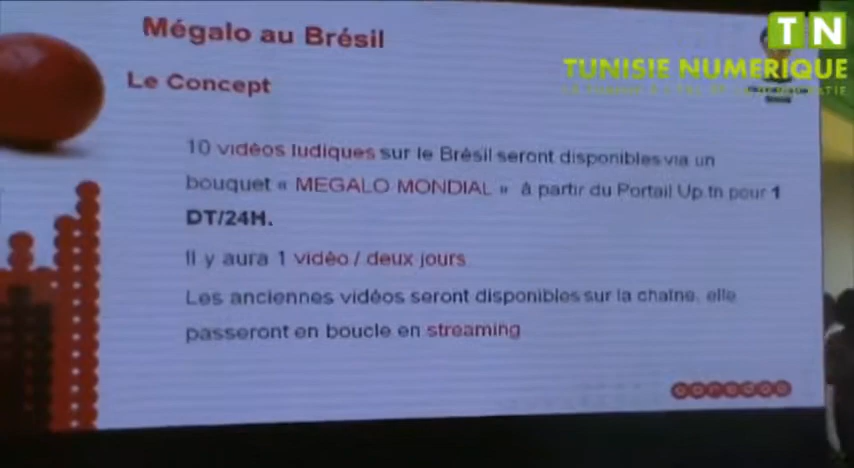 TN
TUNISIE NUMERIQUE
Mégalo au Brésil
Le Concept
10 vidéos ludiques sur le Brésil seront disponibles via un
bouquet « MEGALO MONDIAL » à partir du Portail Up.tn pour 1
DT/24H.
Il y aura 1 vidéo / deux jours
Les anciennes vidéos seront disponibles sur la chaîne, elle
passeront en boucle en streaming
ooredoo